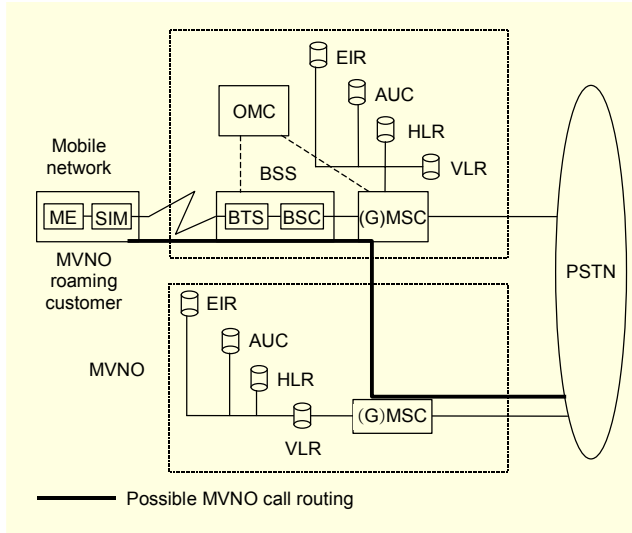 EIR
AUC
OMC
HLR
VLR
Mobile
network
BSS
ME
SIM
BTS
BSC
(G)MSC
MVNO
roaming
customer
PSTN
EIR
AUC
MVNO
HLR
(G)MSC
VLR
Possible MVNO call routing